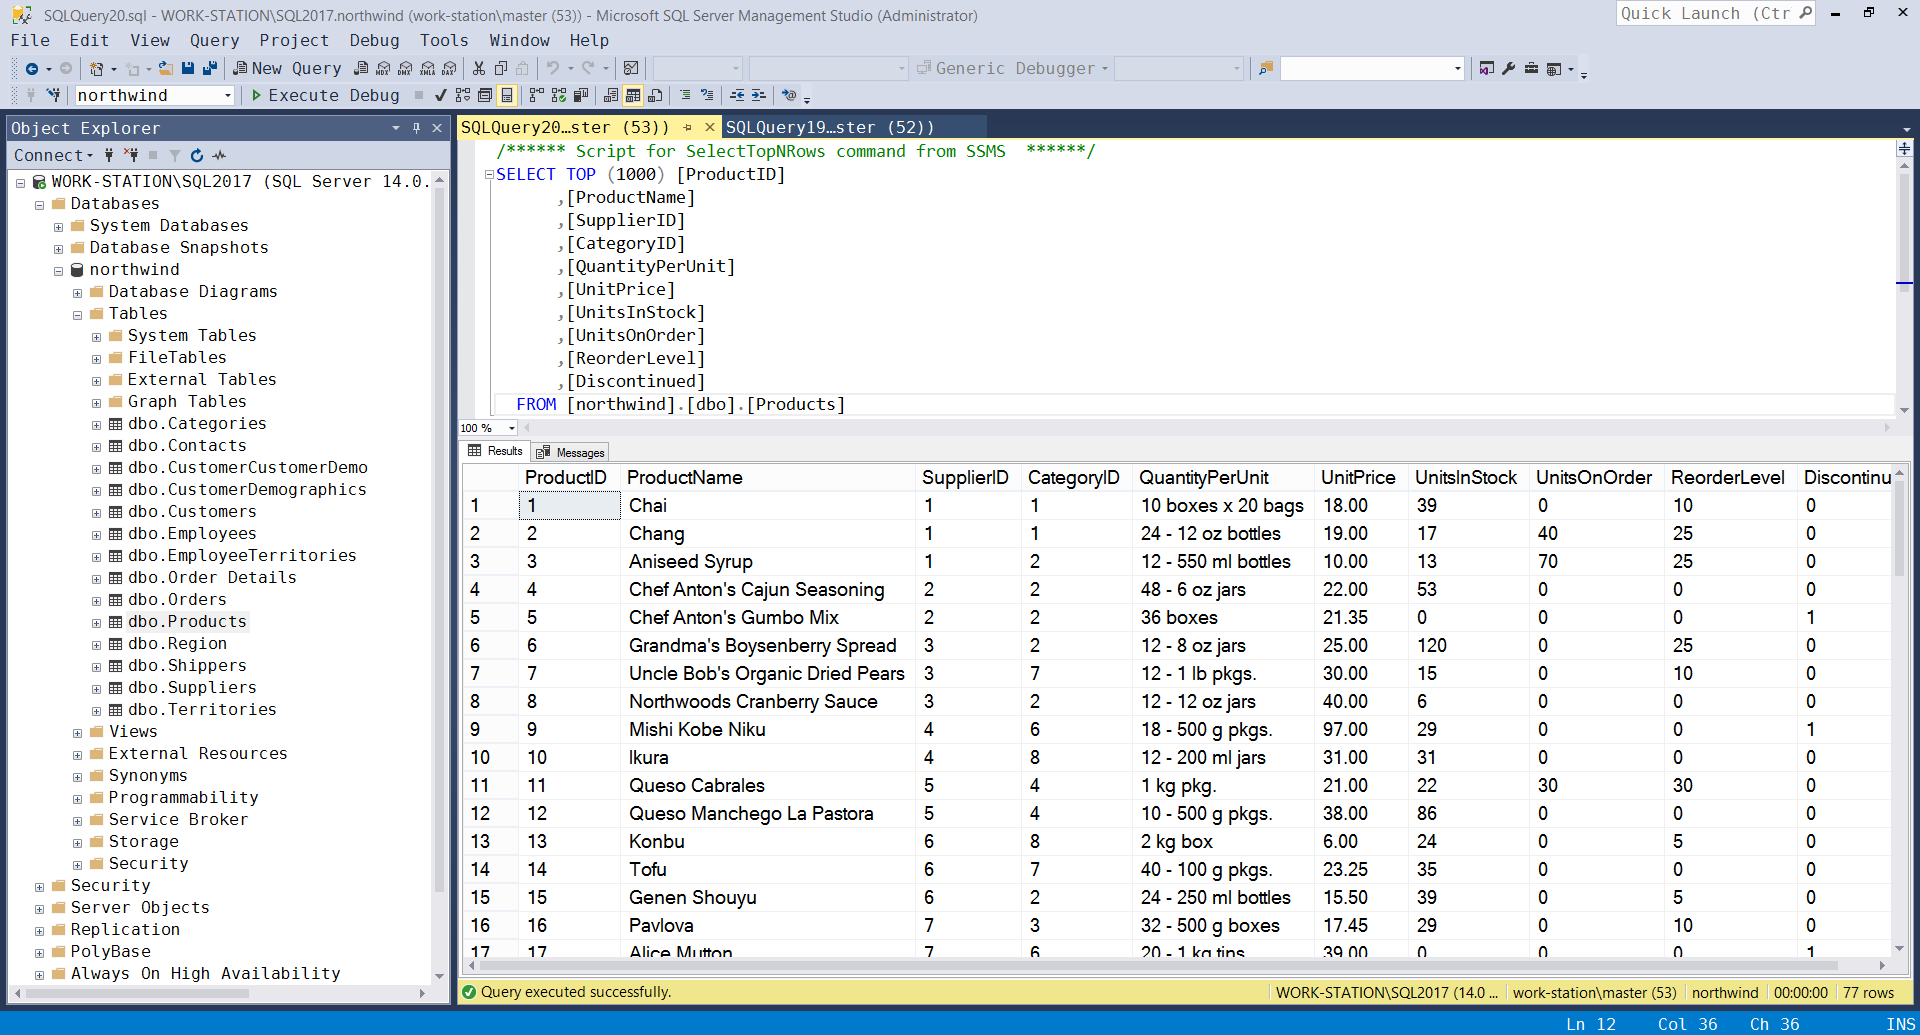 SQLQuery20.sql - WORK-STATION\SQL2017.northwind (work-station\master (53)) - Microsoft SQL Server Management Studio (Administrator)
Quick Launch (Ctr
File Edit View Query Project Debug Tools Window Help
New Query MDX DMX XMLA DAX Generic Debugger
northwind Execute Debug
Object Explorer
Connect
WORK-STATION\SQL2017 (SQL Server 14.0.
Databases
System Databases
Database Snapshots
northwind
Database Diagrams
Tables
System Tables
FileTables
External Tables
Graph Tables
dbo.Categories
dbo.Contacts
dbo.CustomerCustomerDemo
dbo.CustomerDemographics
dbo.Customers
dbo.Employees
dbo.EmployeeTerritories
dbo.Order Details
dbo.Orders
dbo.Products
dbo.Region
dbo.Shippers
dbo.Suppliers
dbo.Territories
Views
External Resources
Synonyms
Programmability
Service Broker
Storage
Security
Security
Server Objects
Replication
PolyBase
Always On High Availability
SQLQuery20...ster (53)) SQLQuery19...ster (52))
/****** Script for SelectTopNRows command from SSMS  ******/
SELECT TOP (1000) [ProductID]
,[ProductName]
,[SupplierID]
,[CategoryID]
,[QuantityPerUnit]
,[UnitPrice]
,[UnitsInStock]
,[UnitsOnOrder]
,[ReorderLevel]
,[Discontinued]
FROM [northwind].[dbo].[Products]
100 %
Results Messages
ProductID ProductName SupplierID CategoryID QuantityPerUnit UnitPrice UnitsInStock UnitsOnOrder ReorderLevel Discontinu
1 1 Chai 1 1 10 boxes x 20 bags 18.00 39 0 10 0
2 2 Chang 1 1 24 - 12 oz bottles 19.00 17 40 25 0
3 3 Aniseed Syrup 1 2 12 - 550 ml bottles 10.00 13 70 25 0
4 4 Chef Anton's Cajun Seasoning 2 2 48 - 6 oz jars 22.00 53 0 0 0
5 5 Chef Anton's Gumbo Mix 2 2 36 boxes 21.35 0 0 0 1
6 6 Grandma's Boysenberry Spread 3 2 12 - 8 oz jars 25.00 120 0 25 0
7 7 Uncle Bob's Organic Dried Pears 3 7 12 - 1 lb pkgs. 30.00 15 0 10 0
8 8 Northwoods Cranberry Sauce 3 2 12 - 12 oz jars 40.00 6 0 0 0
9 9 Mishi Kobe Niku 4 6 18 - 500 g pkgs. 97.00 29 0 0 1
10 10 Ikura 4 8 12 - 200 ml jars 31.00 31 0 0 0
11 11 Queso Cabrales 5 4 1 kg pkg. 21.00 22 30 30 0
12 12 Queso Manchego La Pastora 5 4 10 - 500 g pkgs. 38.00 86 0 0 0
13 13 Konbu 6 8 2 kg box 6.00 24 0 5 0
14 14 Tofu 6 7 40 - 100 g pkgs. 23.25 35 0 0 0
15 15 Genen Shouyu 6 2 24 - 250 ml bottles 15.50 39 0 5 0
16 16 Pavlova 7 3 32 - 500 g boxes 17.45 29 0 10 0
17 17 Alice Mutton 7 6 20 - 1 kg tins 39.00 0 0 0 1
Query executed successfully. WORK-STATION\SQL2017 (14.0 ... work-station\master (53) northwind 00:00:00 77 rows
Ln 12 Col 36 Ch 36 INS